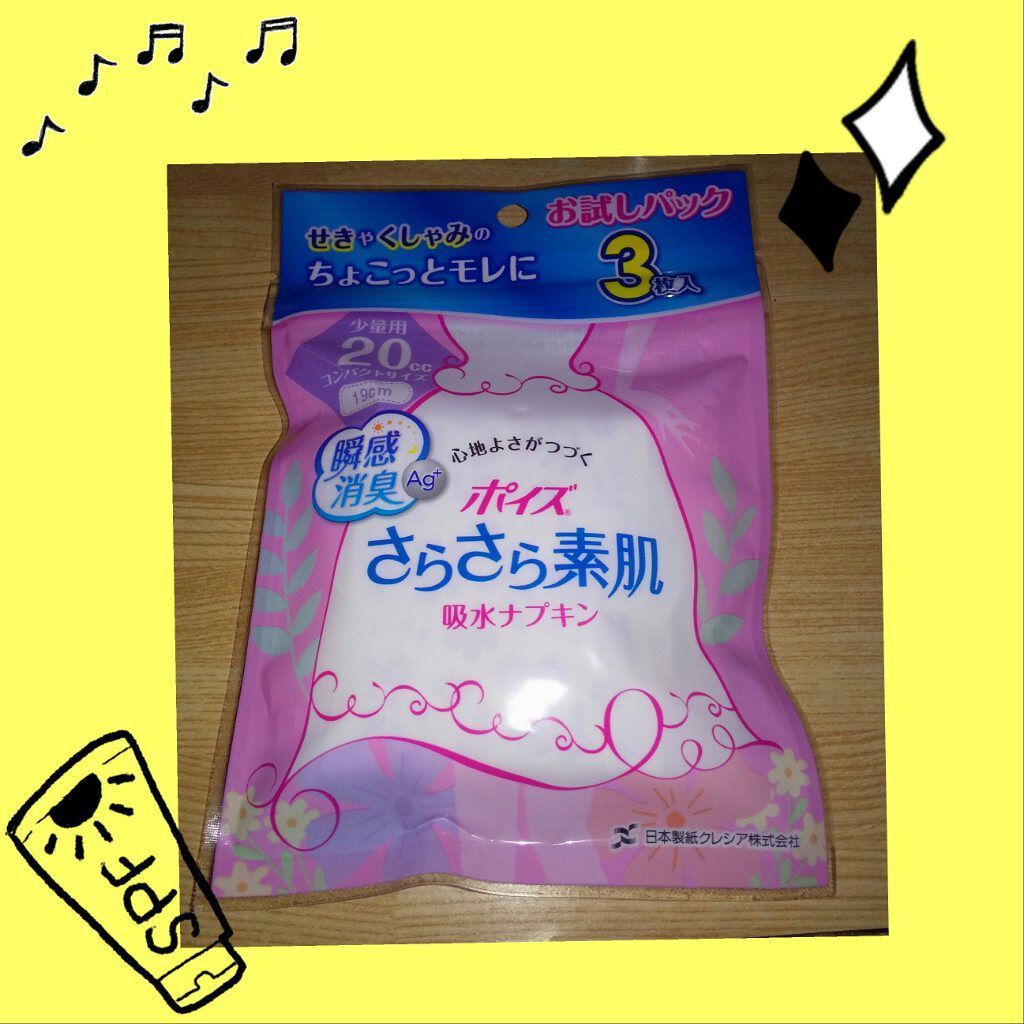 お試しパック
せきやくしゃみの
ちょこっとモレに
3枚入
少量用
20cc
コンパクトサイズ
19cm
瞬感
消臭
Ag+
心地よさがつづく
ポイズ®
さらさら素肌
吸水ナプキン
日本製紙クレシア株式会社
SPF